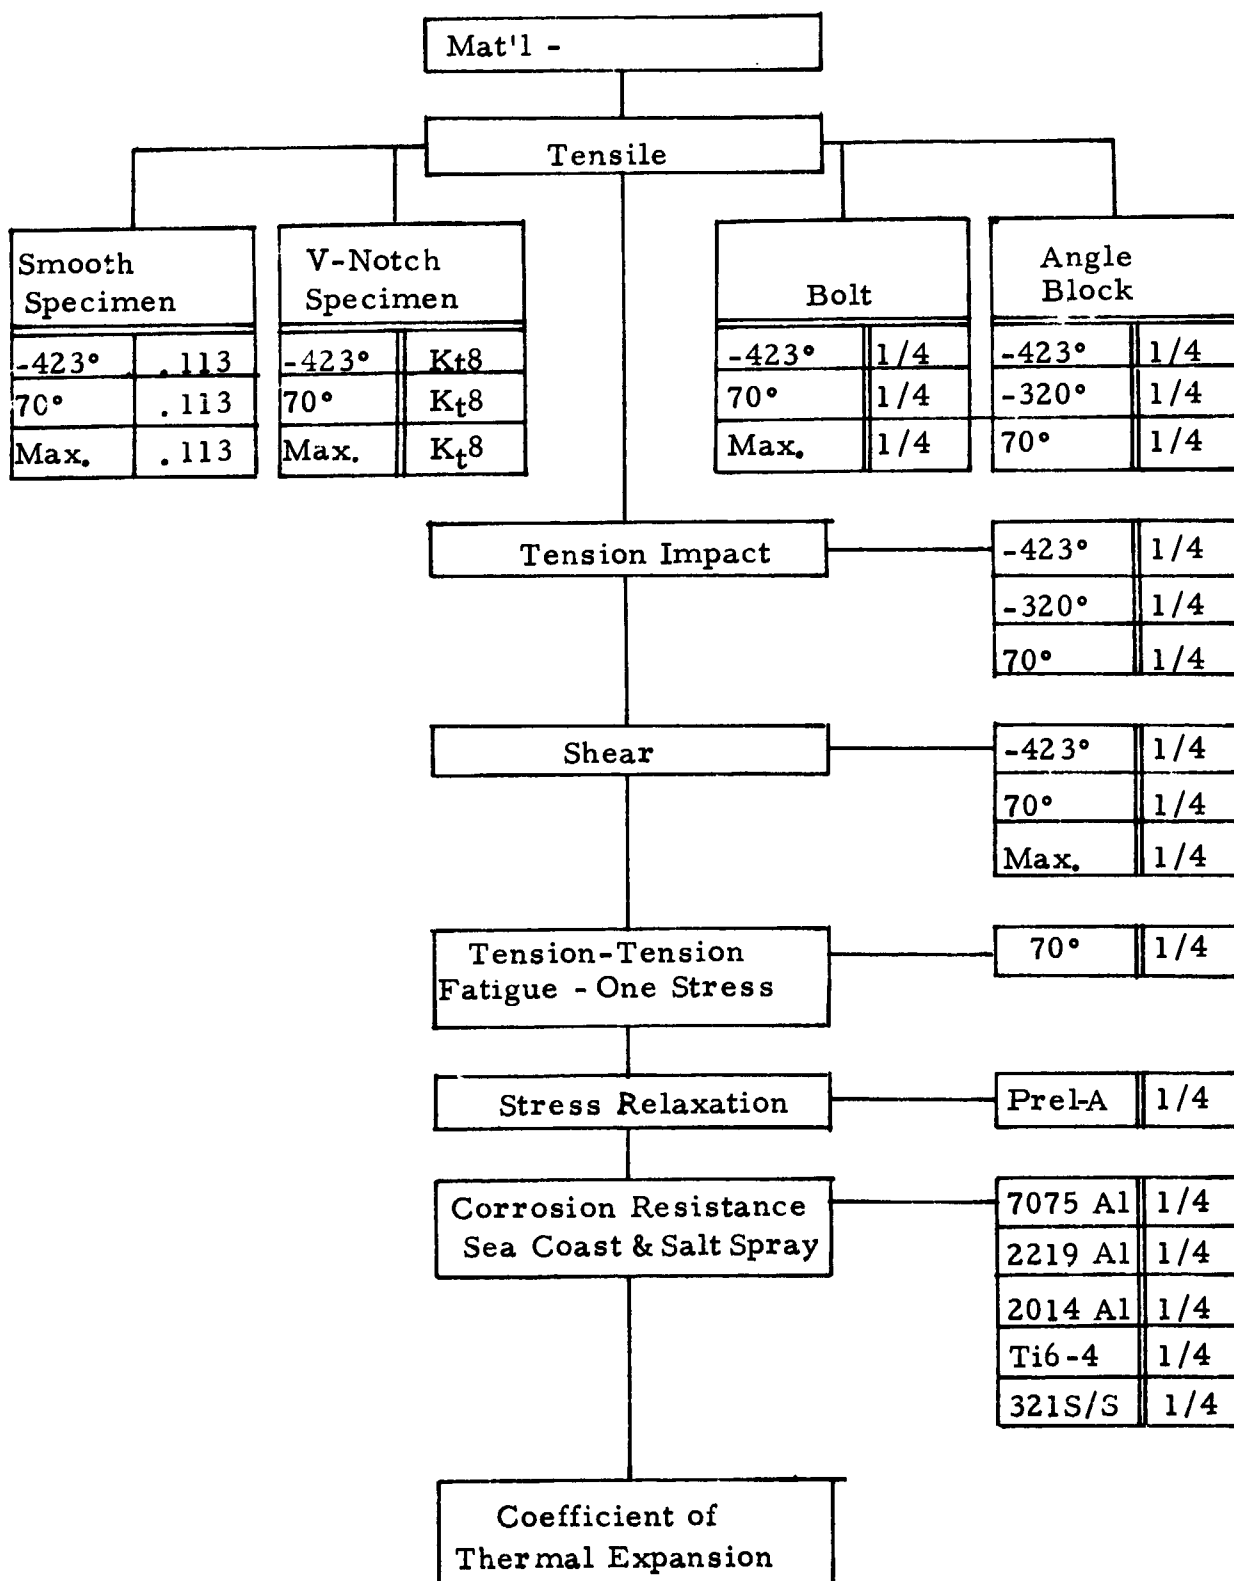 Mat'l -
Tensile
Smooth
Specimen
-423° .113
70° .113
Max. .113
V-Notch
Specimen
-423° Kt8
70° Kt8
Max. Kt8
Bolt
-423° 1/4
70° 1/4
Max. 1/4
Angle
Block
-423° 1/4
-320° 1/4
70° 1/4
Tension Impact
-423° 1/4
-320° 1/4
70° 1/4
Shear
-423° 1/4
70° 1/4
Max. 1/4
Tension-Tension
Fatigue - One Stress
70° 1/4
Stress Relaxation
Prel-A 1/4
Corrosion Resistance
Sea Coast & Salt Spray
7075 Al 1/4
2219 Al 1/4
2014 Al 1/4
Ti6-4 1/4
321S/S 1/4
Coefficient of
Thermal Expansion